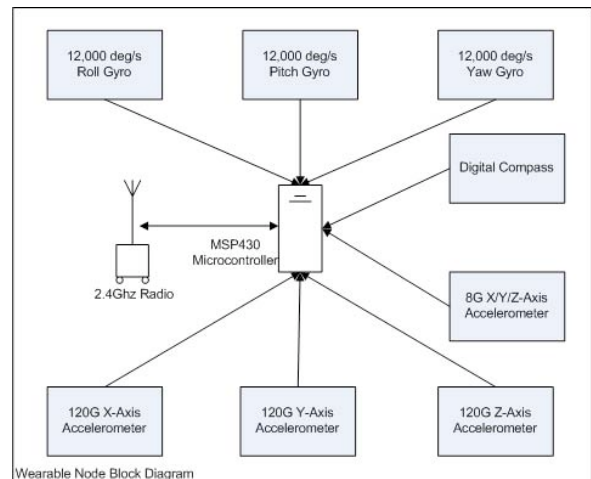 12,000 deg/s
Roll Gyro
12,000 deg/s
Pitch Gyro
12,000 deg/s
Yaw Gyro
Digital Compass
MSP430
Microcontroller
2.4Ghz Radio
8G X/Y/Z-Axis
Accelerometer
120G X-Axis
Accelerometer
120G Y-Axis
Accelerometer
120G Z-Axis
Accelerometer
Wearable Node Block Diagram